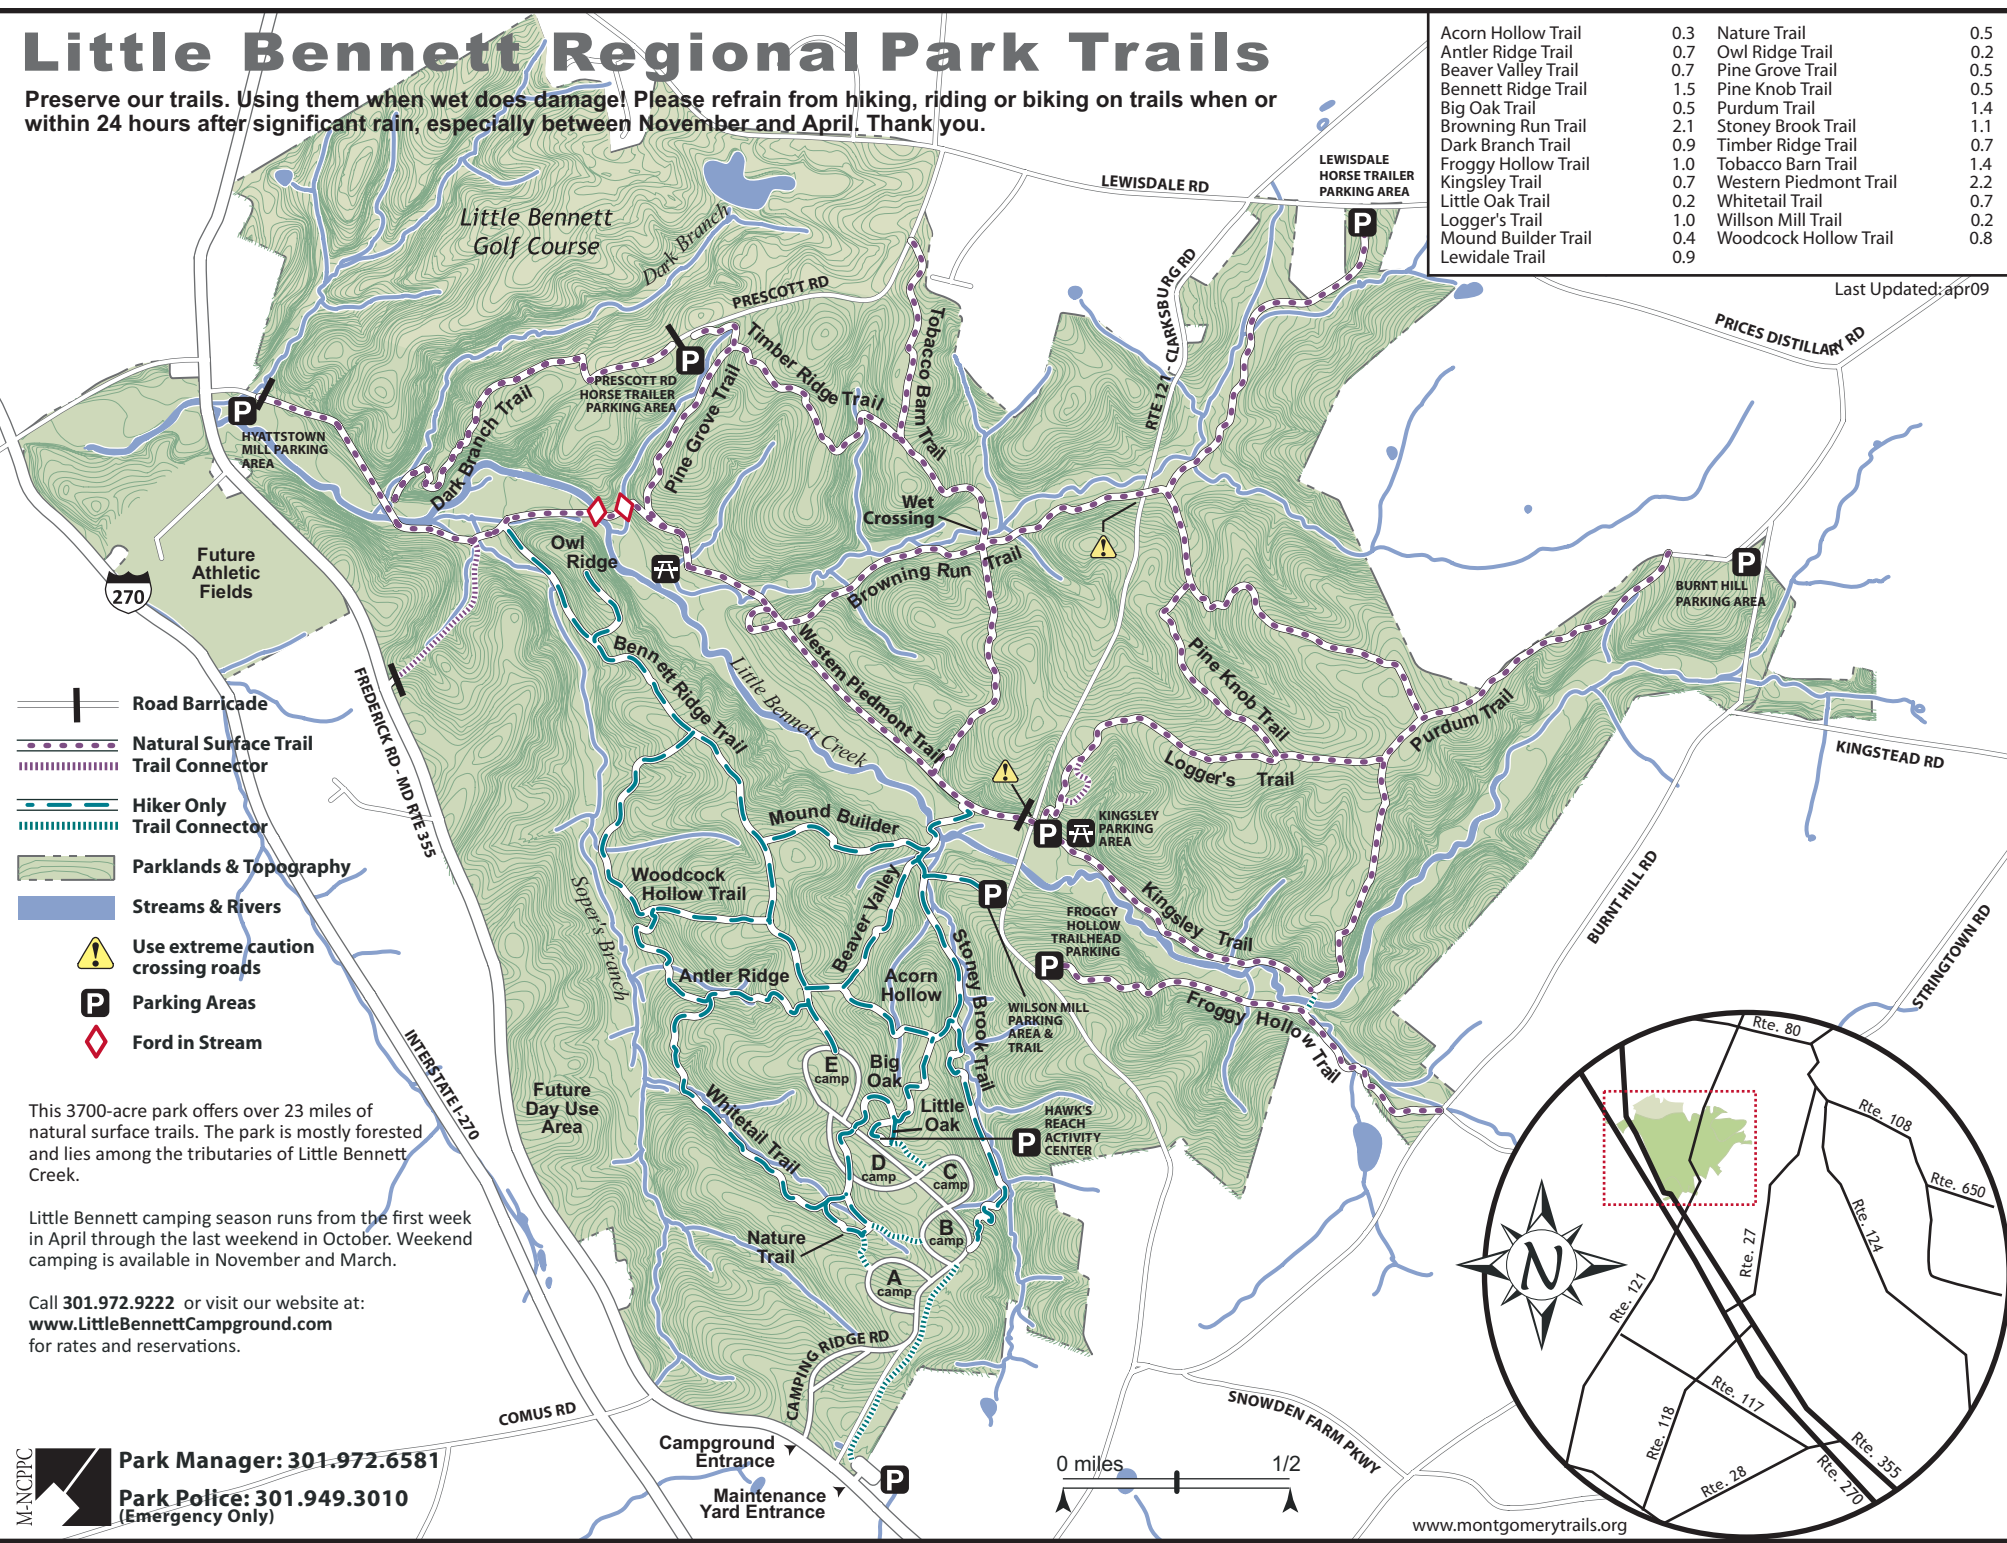 Little Bennett Regional Park Trails
Preserve our trails. Using them when wet does damage! Please refrain from hiking, riding or biking on trails when or
within 24 hours after significant rain, especially between November and April. Thank you.
Acorn Hollow Trail 0.3
Antler Ridge Trail 0.7
Beaver Valley Trail 0.7
Bennett Ridge Trail 1.5
Big Oak Trail 0.5
Browning Run Trail 2.1
Dark Branch Trail 0.9
Froggy Hollow Trail 1.0
Kingsley Trail 0.7
Little Oak Trail 0.2
Logger's Trail 1.0
Mound Builder Trail 0.4
Lewidale Trail 0.9
Nature Trail 0.5
Owl Ridge Trail 0.2
Pine Grove Trail 0.5
Pine Knob Trail 0.5
Purdum Trail 1.4
Stoney Brook Trail 1.1
Timber Ridge Trail 0.7
Tobacco Barn Trail 1.4
Western Piedmont Trail 2.2
Whitetail Trail 0.7
Willson Mill Trail 0.2
Woodcock Hollow Trail 0.8
Last Updated: apr09
LEWISDALE
HORSE TRAILER
PARKING AREA
P
LEWISDALE RD
Little Bennett
Golf Course
Dark Branch
PRESCOTT RD
RTE 121 - CLARKSBURG RD
PRICES DISTILLARY RD
Tobacco Barn Trail
Timber Ridge Trail
P
PRESCOTT RD
HORSE TRAILER
PARKING AREA
Pine Grove Trail
Dark Branch Trail
P
HYATTSTOWN
MILL PARKING
AREA
Wet
Crossing
Future
Athletic
Fields
Owl
Ridge
270
Browning Run Trail
P
BURNT HILL
PARKING AREA
Bennett Ridge Trail
Western Piedmont Trail
Little Bennett Creek
Pine Knob Trail
Purdum Trail
Logger's Trail
KINGSTEAD RD
FREDERICK RD - MD RTE 355
Road Barricade
Natural Surface Trail
Trail Connector
Hiker Only
Trail Connector
Parklands & Topography
Streams & Rivers
Use extreme caution
crossing roads
P
Parking Areas
Ford in Stream
Mound Builder
P
KINGSLEY
PARKING
AREA
Woodcock
Hollow Trail
Beaver Valley
P
Kingsley Trail
BURNT HILL RD
STRINGTOWN RD
FROGGY
HOLLOW
TRAILHEAD
PARKING
P
Soper's Branch
Antler Ridge
Acorn
Hollow
Stoney Brook Trail
WILSON MILL
PARKING
AREA &
TRAIL
Froggy Hollow Trail
INTERSTATE I-270
E
camp
Big
Oak
Little
Oak
Future
Day Use
Area
Whitetail Trail
P
HAWK'S
REACH
ACTIVITY
CENTER
D
camp
C
camp
B
camp
Nature
Trail
A
camp
This 3700-acre park offers over 23 miles of
natural surface trails. The park is mostly forested
and lies among the tributaries of Little Bennett
Creek.
Little Bennett camping season runs from the first week
in April through the last weekend in October. Weekend
camping is available in November and March.
Call 301.972.9222 or visit our website at:
www.LittleBennettCampground.com
for rates and reservations.
CAMPING RIDGE RD
COMUS RD
SNOWDEN FARM PKWY
Campground
Entrance
Maintenance
Yard Entrance
P
0 miles 1/2
M-NCPPC
Park Manager: 301.972.6581
Park Police: 301.949.3010
(Emergency Only)
N
Rte. 80
Rte. 108
Rte. 650
Rte. 124
Rte. 27
Rte. 121
Rte. 117
Rte. 118
Rte. 28
Rte. 355
Rte. 270
www.montgomerytrails.org